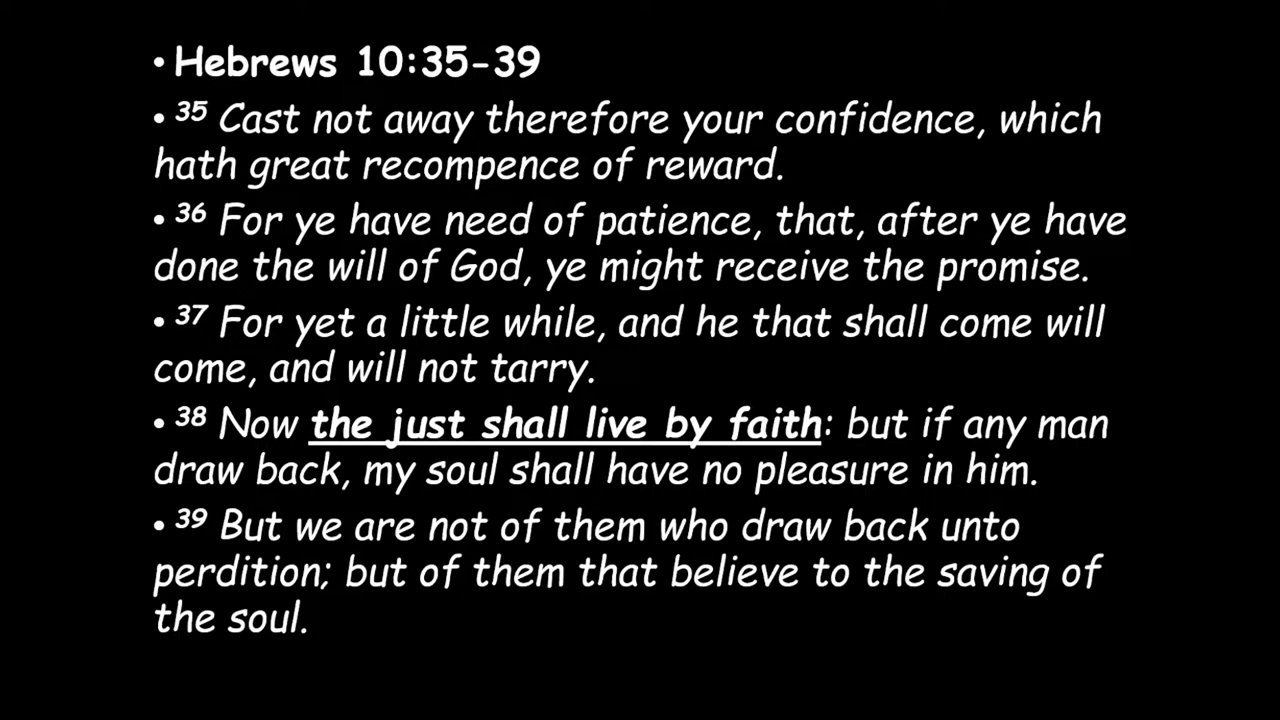 • Hebrews 10:35-39
• 35 Cast not away therefore your confidence, which
hath great recompence of reward.
• 36 For ye have need of patience, that, after ye have
done the will of God, ye might receive the promise.
• 37 For yet a little while, and he that shall come will
come, and will not tarry.
• 38 Now the just shall live by faith: but if any man
draw back, my soul shall have no pleasure in him.
• 39 But we are not of them who draw back unto
perdition; but of them that believe to the saving of
the soul.